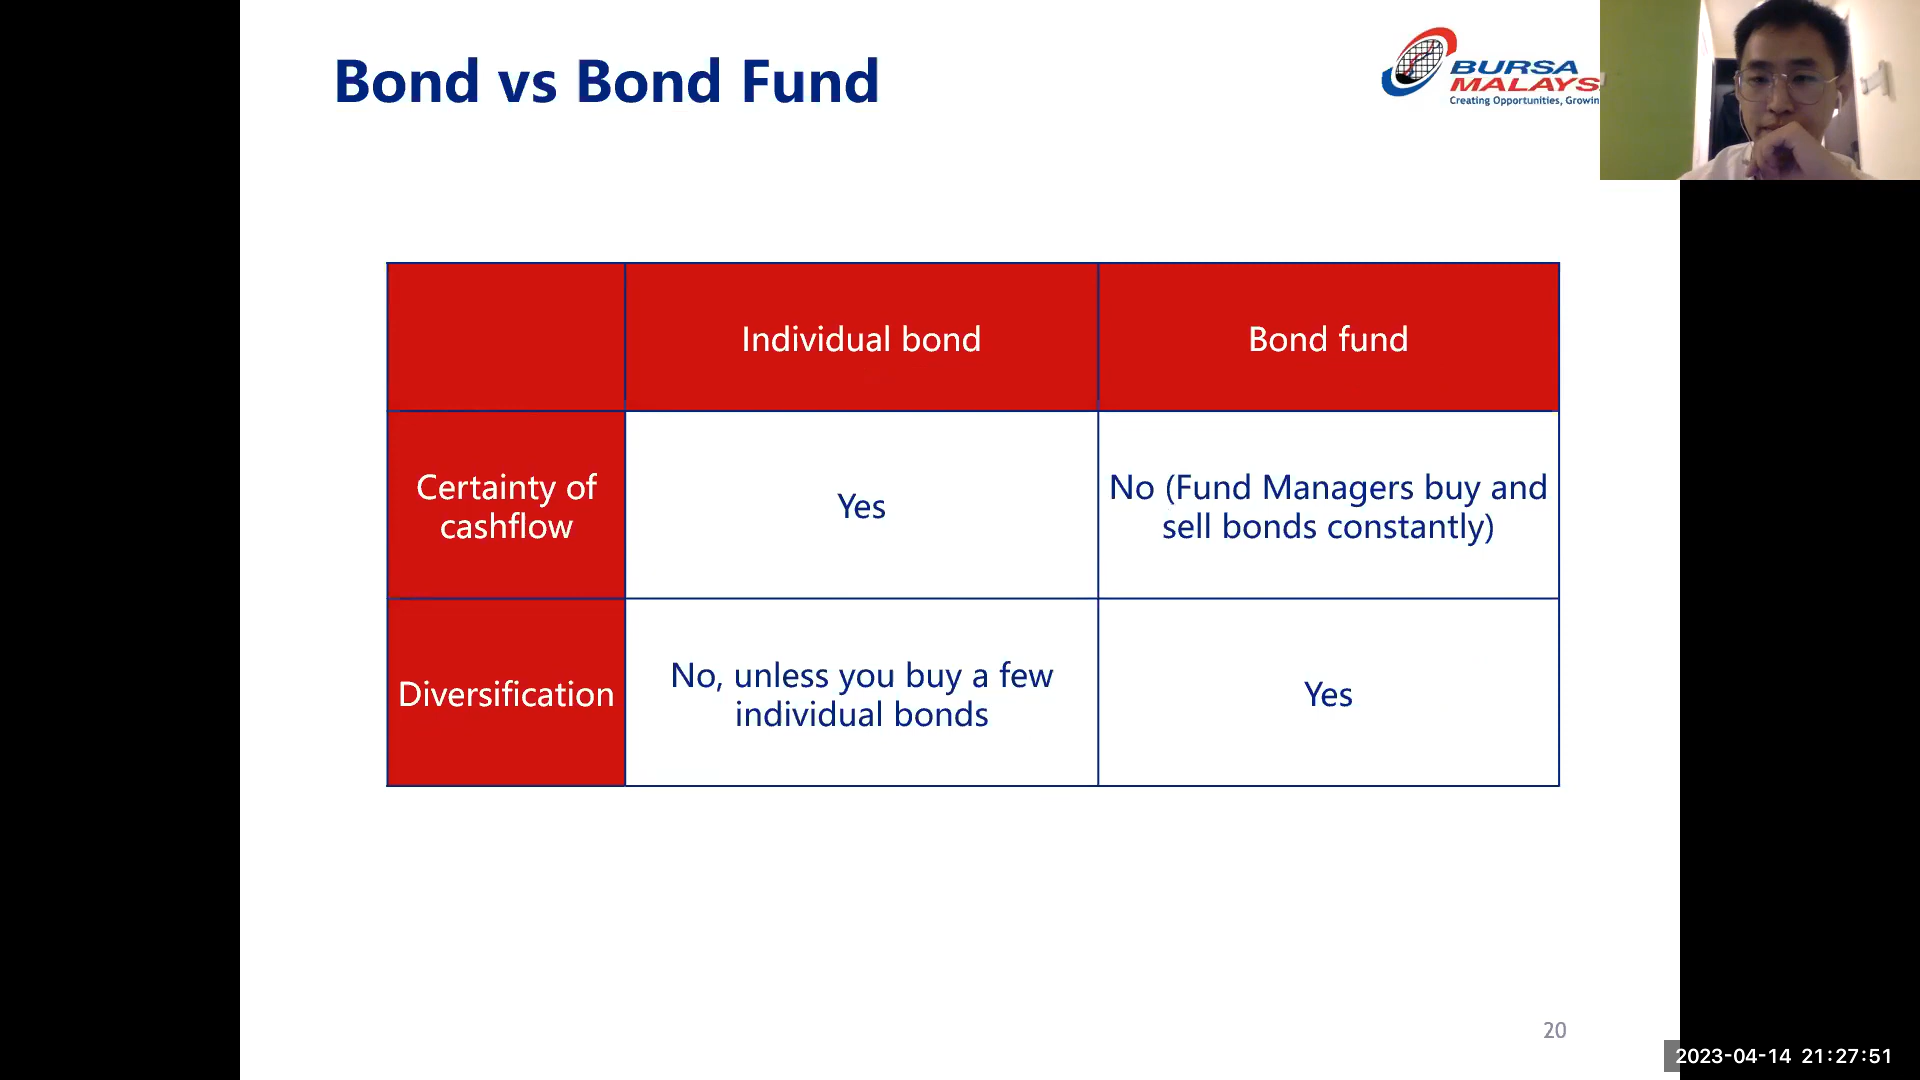 Bond vs Bond Fund
BURSA
MALAYS
Creating Opportunities, Growin
Individual bond
Bond fund
Certainty of
cashflow
Yes
No (Fund Managers buy and
sell bonds constantly)
Diversification
No, unless you buy a few
individual bonds
Yes
20
2023-04-14 21:27:51